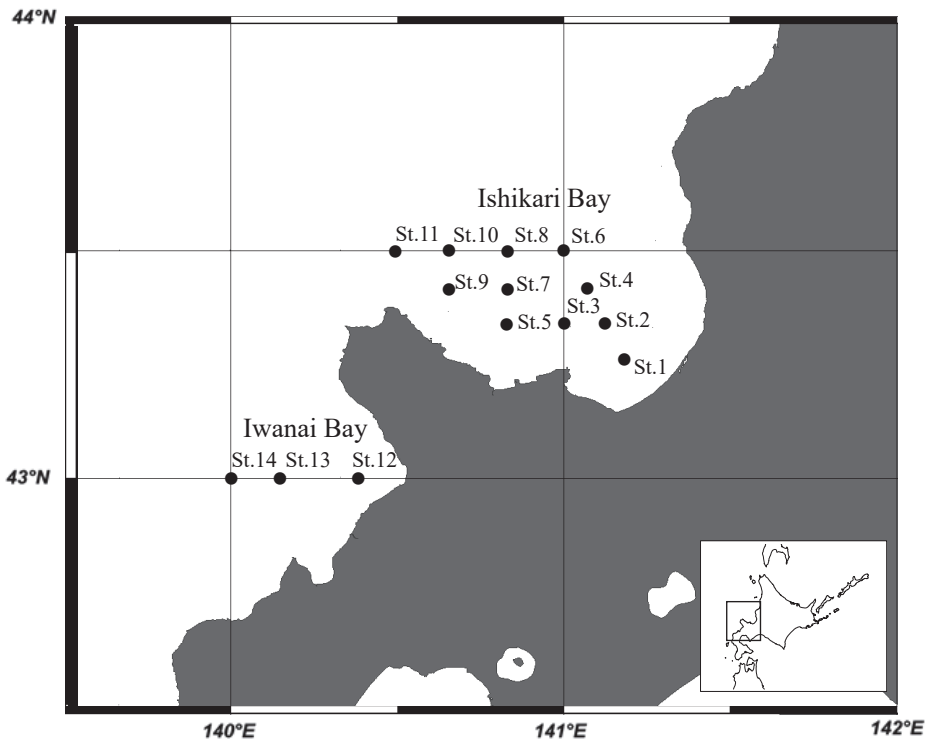 44°N
Ishikari Bay
St.11 St.10 St.8 St.6
St.9 St.7 St.4
St.3
St.5 St.2
St.1
Iwanai Bay
St.14 St.13 St.12
43°N
140°E 141°E 142°E